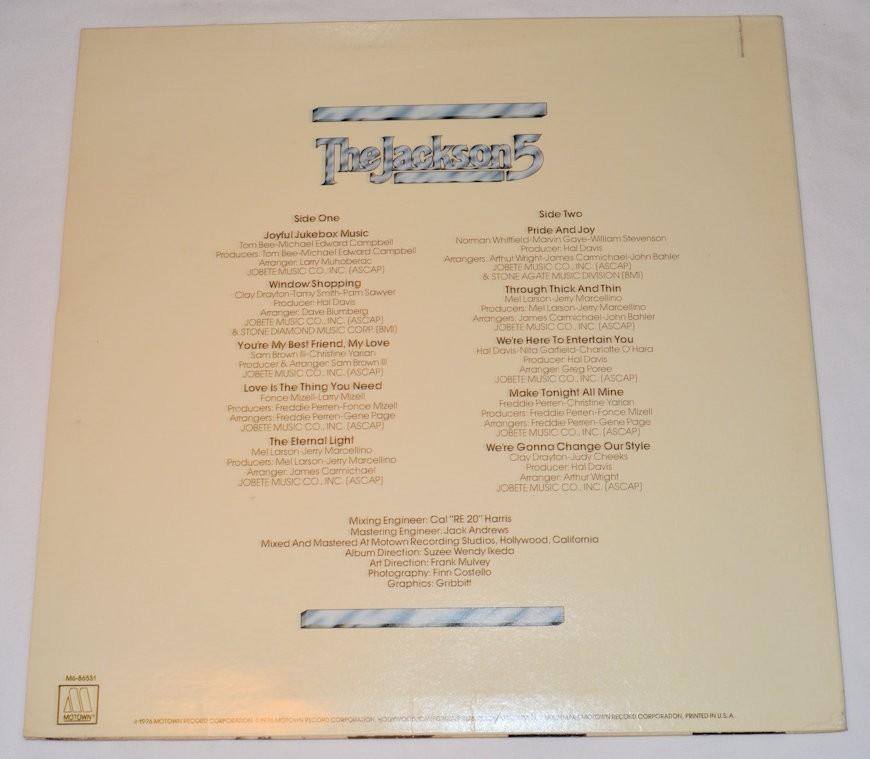 The Jackson 5
Side One
Joyful Jukebox Music
Tom Bee-Michael Edward Campbell
Producers: Tom Bee-Michael Edward Campbell
Arranger: Larry Muhoberac
JOBETE MUSIC CO., INC. (ASCAP)
Window Shopping
Clay Drayton-Tamy Smith-Pam Sawyer
Producer: Hal Davis
Arranger: Dave Blumberg
JOBETE MUSIC CO., INC. (ASCAP)
& STONE DIAMOND MUSIC CORP. (BMI)
You're My Best Friend, My Love
Sam Brown III-Christine Yarian
Producer & Arranger: Sam Brown III
JOBETE MUSIC CO., INC. (ASCAP)
Love Is The Thing You Need
Fonce Mizell-Larry Mizell
Producers: Freddie Perren-Fonce Mizell
Arrangers: Freddie Perren-Gene Page
JOBETE MUSIC CO., INC. (ASCAP)
The Eternal Light
Mel Larson-Jerry Marcellino
Producers: Mel Larson-Jerry Marcellino
Arranger: James Carmichael
JOBETE MUSIC CO., INC. (ASCAP)
Side Two
Pride And Joy
Norman Whitfield-Marvin Gaye-William Stevenson
Producer: Hal Davis
Arrangers: Arthur Wright-James Carmichael-John Bahler
JOBETE MUSIC CO., INC. (ASCAP)
& STONE AGATE MUSIC DIVISION (BMI)
Through Thick And Thin
Mel Larson-Jerry Marcellino
Producers: Mel Larson-Jerry Marcellino
Arrangers: James Carmichael-John Bahler
JOBETE MUSIC CO., INC. (ASCAP)
We're Here To Entertain You
Hal Davis-Nita Garfield-Charlotte O'Hara
Producer: Hal Davis
Arranger: Greg Poree
JOBETE MUSIC CO., INC. (ASCAP)
Make Tonight All Mine
Freddie Perren-Christine Yarian
Producers: Freddie Perren-Fonce Mizell
Arrangers: Freddie Perren-Gene Page
JOBETE MUSIC CO., INC. (ASCAP)
We're Gonna Change Our Style
Clay Drayton-Judy Cheeks
Producer: Hal Davis
Arranger: Arthur Wright
JOBETE MUSIC CO., INC. (ASCAP)
Mixing Engineer: Cal "RE 20" Harris
Mastering Engineer: Jack Andrews
Mixed And Mastered At Motown Recording Studios, Hollywood, California
Album Direction: Suzee Wendy Ikeda
Art Direction: Frank Mulvey
Photography: Finn Costello
Graphics: Gribbitt
M6-865S1
MOTOWN
1976 MOTOWN RECORD CORPORATION MOTOWN RECORD CORPORATION, MOTOWN RECORD CORPORATION, PRINTED IN U.S.A.